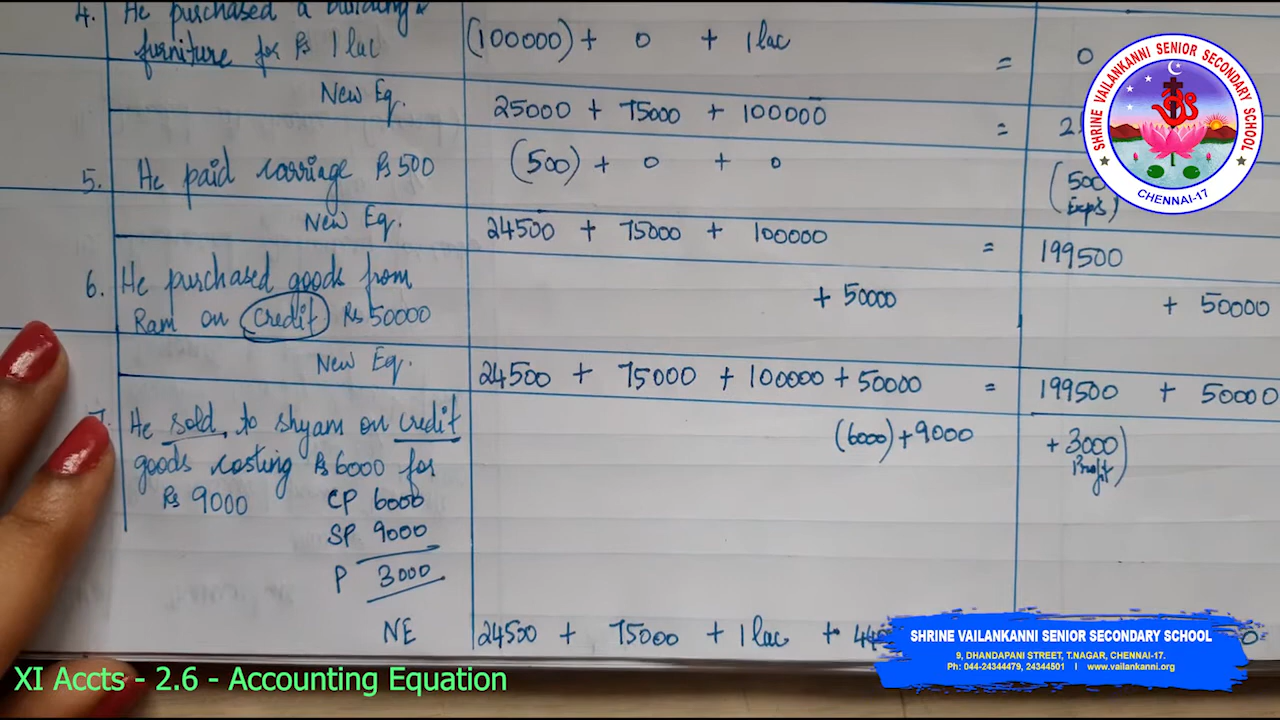 4. He purchased a building &
furniture for Rs 1 lac (100000) + 0 + 1 lac = 0
New Eq. 25000 + 75000 + 100000 =
5. He paid carriage Rs 500 (500) + 0 + 0 (500
Exp's)
New Eq. 24500 + 75000 + 100000 = 199500
6. He purchased goods from
Ram on credit Rs 50000 + 50000 + 50000
New Eq. 24500 + 75000 + 100000 + 50000 = 199500 + 50000
7. He sold to shyam on credit (6000) + 9000 + 3000)
goods costing Rs 6000 for Profit
Rs 9000 CP 6000
SP 9000
P 3000
NE 24500 + 75000 + 1 lac +
SHRINE VAILANKANNI SENIOR SECONDARY SCHOOL
CHENNAI-17
SHRINE VAILANKANNI SENIOR SECONDARY SCHOOL
9, DHANDAPANI STREET, T.NAGAR, CHENNAI-17.
Ph: 044-24344479, 24344501 I www.vailankanni.org
XI Accts - 2.6 - Accounting Equation